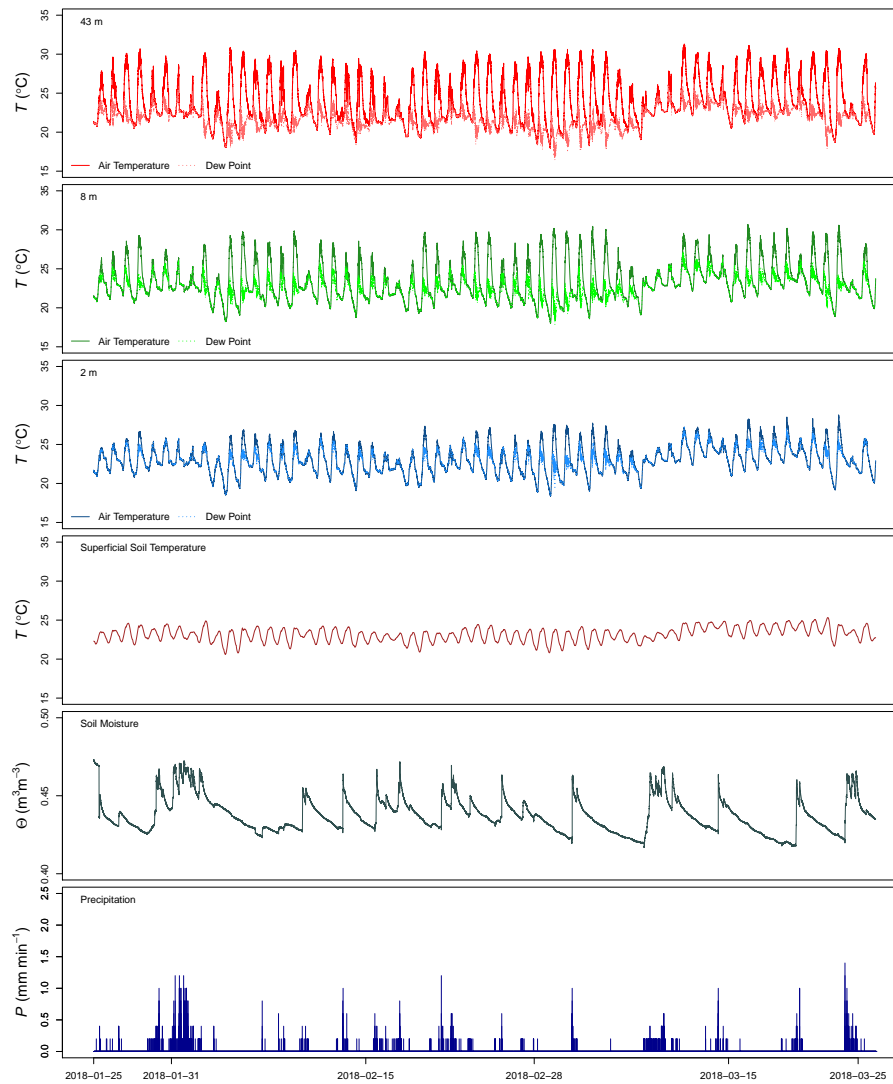 43 m
35
30
25
20
15
T (°C)
Air Temperature Dew Point
8 m
35
30
25
20
15
T (°C)
Air Temperature Dew Point
2 m
35
30
25
20
15
T (°C)
Air Temperature Dew Point
Superficial Soil Temperature
35
30
25
20
15
T (°C)
Soil Moisture
0.50
0.45
0.40
Θ (m³m⁻³)
Precipitation
2.5
2.0
1.5
1.0
0.5
0.0
P (mm min⁻¹)
2018−01−25 2018−01−31 2018−02−15 2018−02−28 2018−03−15 2018−03−25